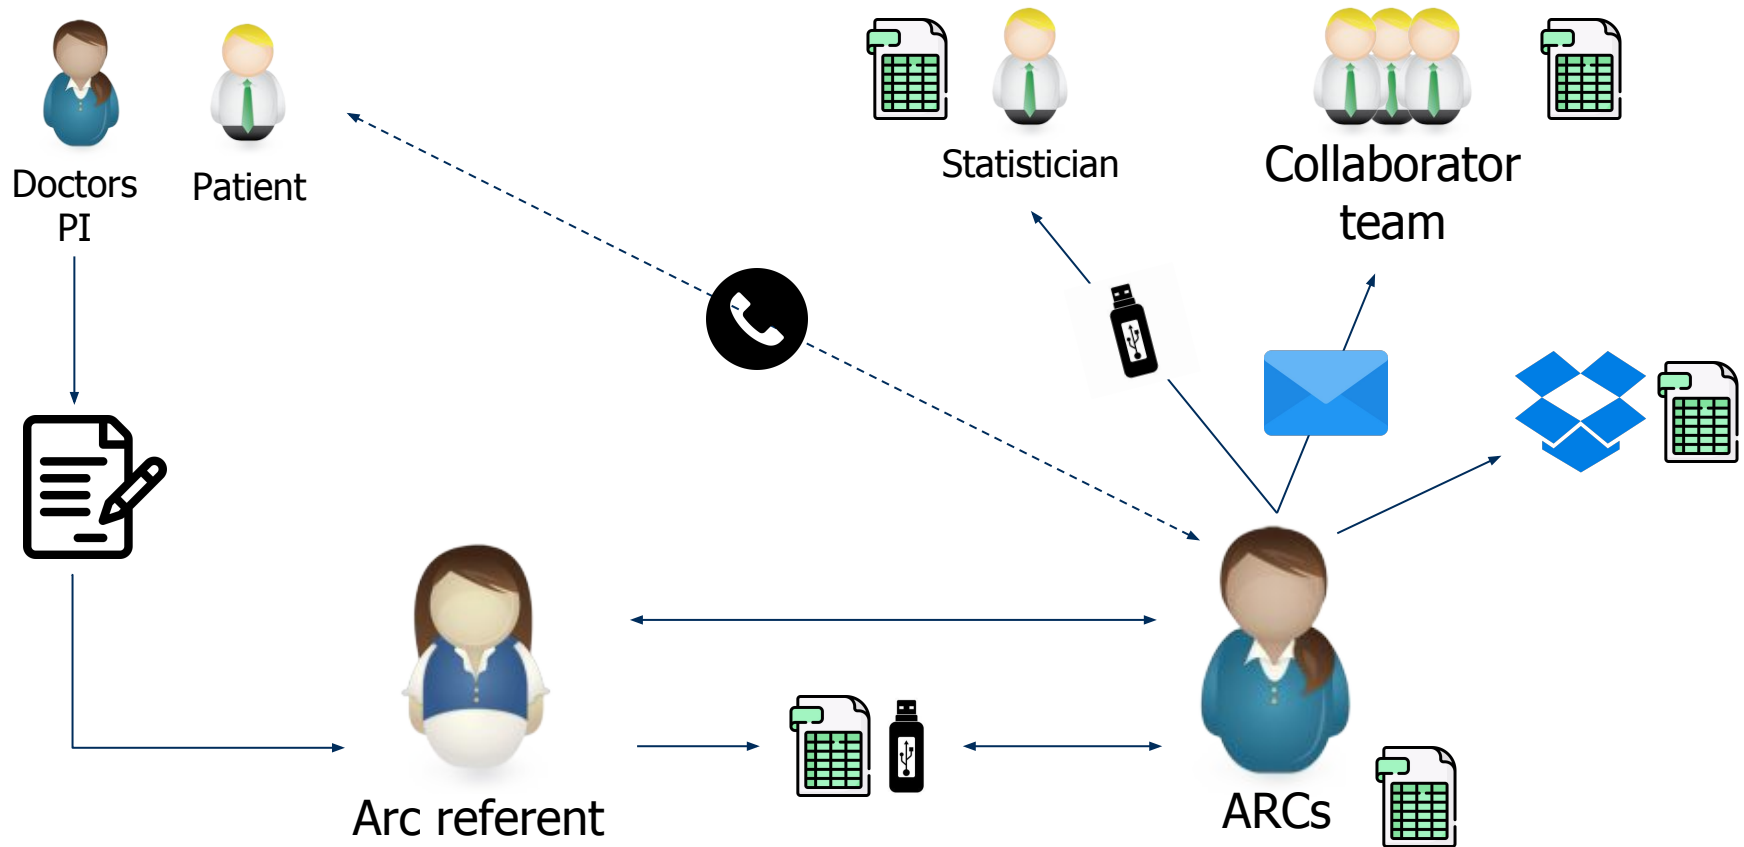 Doctors
PI
Patient
Statistician
Collaborator
team
Arc referent
ARCs